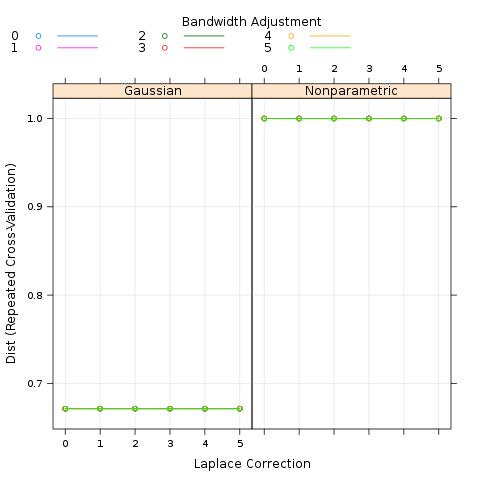 Bandwidth Adjustment
0 2 4
1 3 5
0 1 2 3 4 5
Gaussian Nonparametric
1.0
0.9
0.8
0.7
Dist (Repeated Cross-Validation)
0 1 2 3 4 5
Laplace Correction